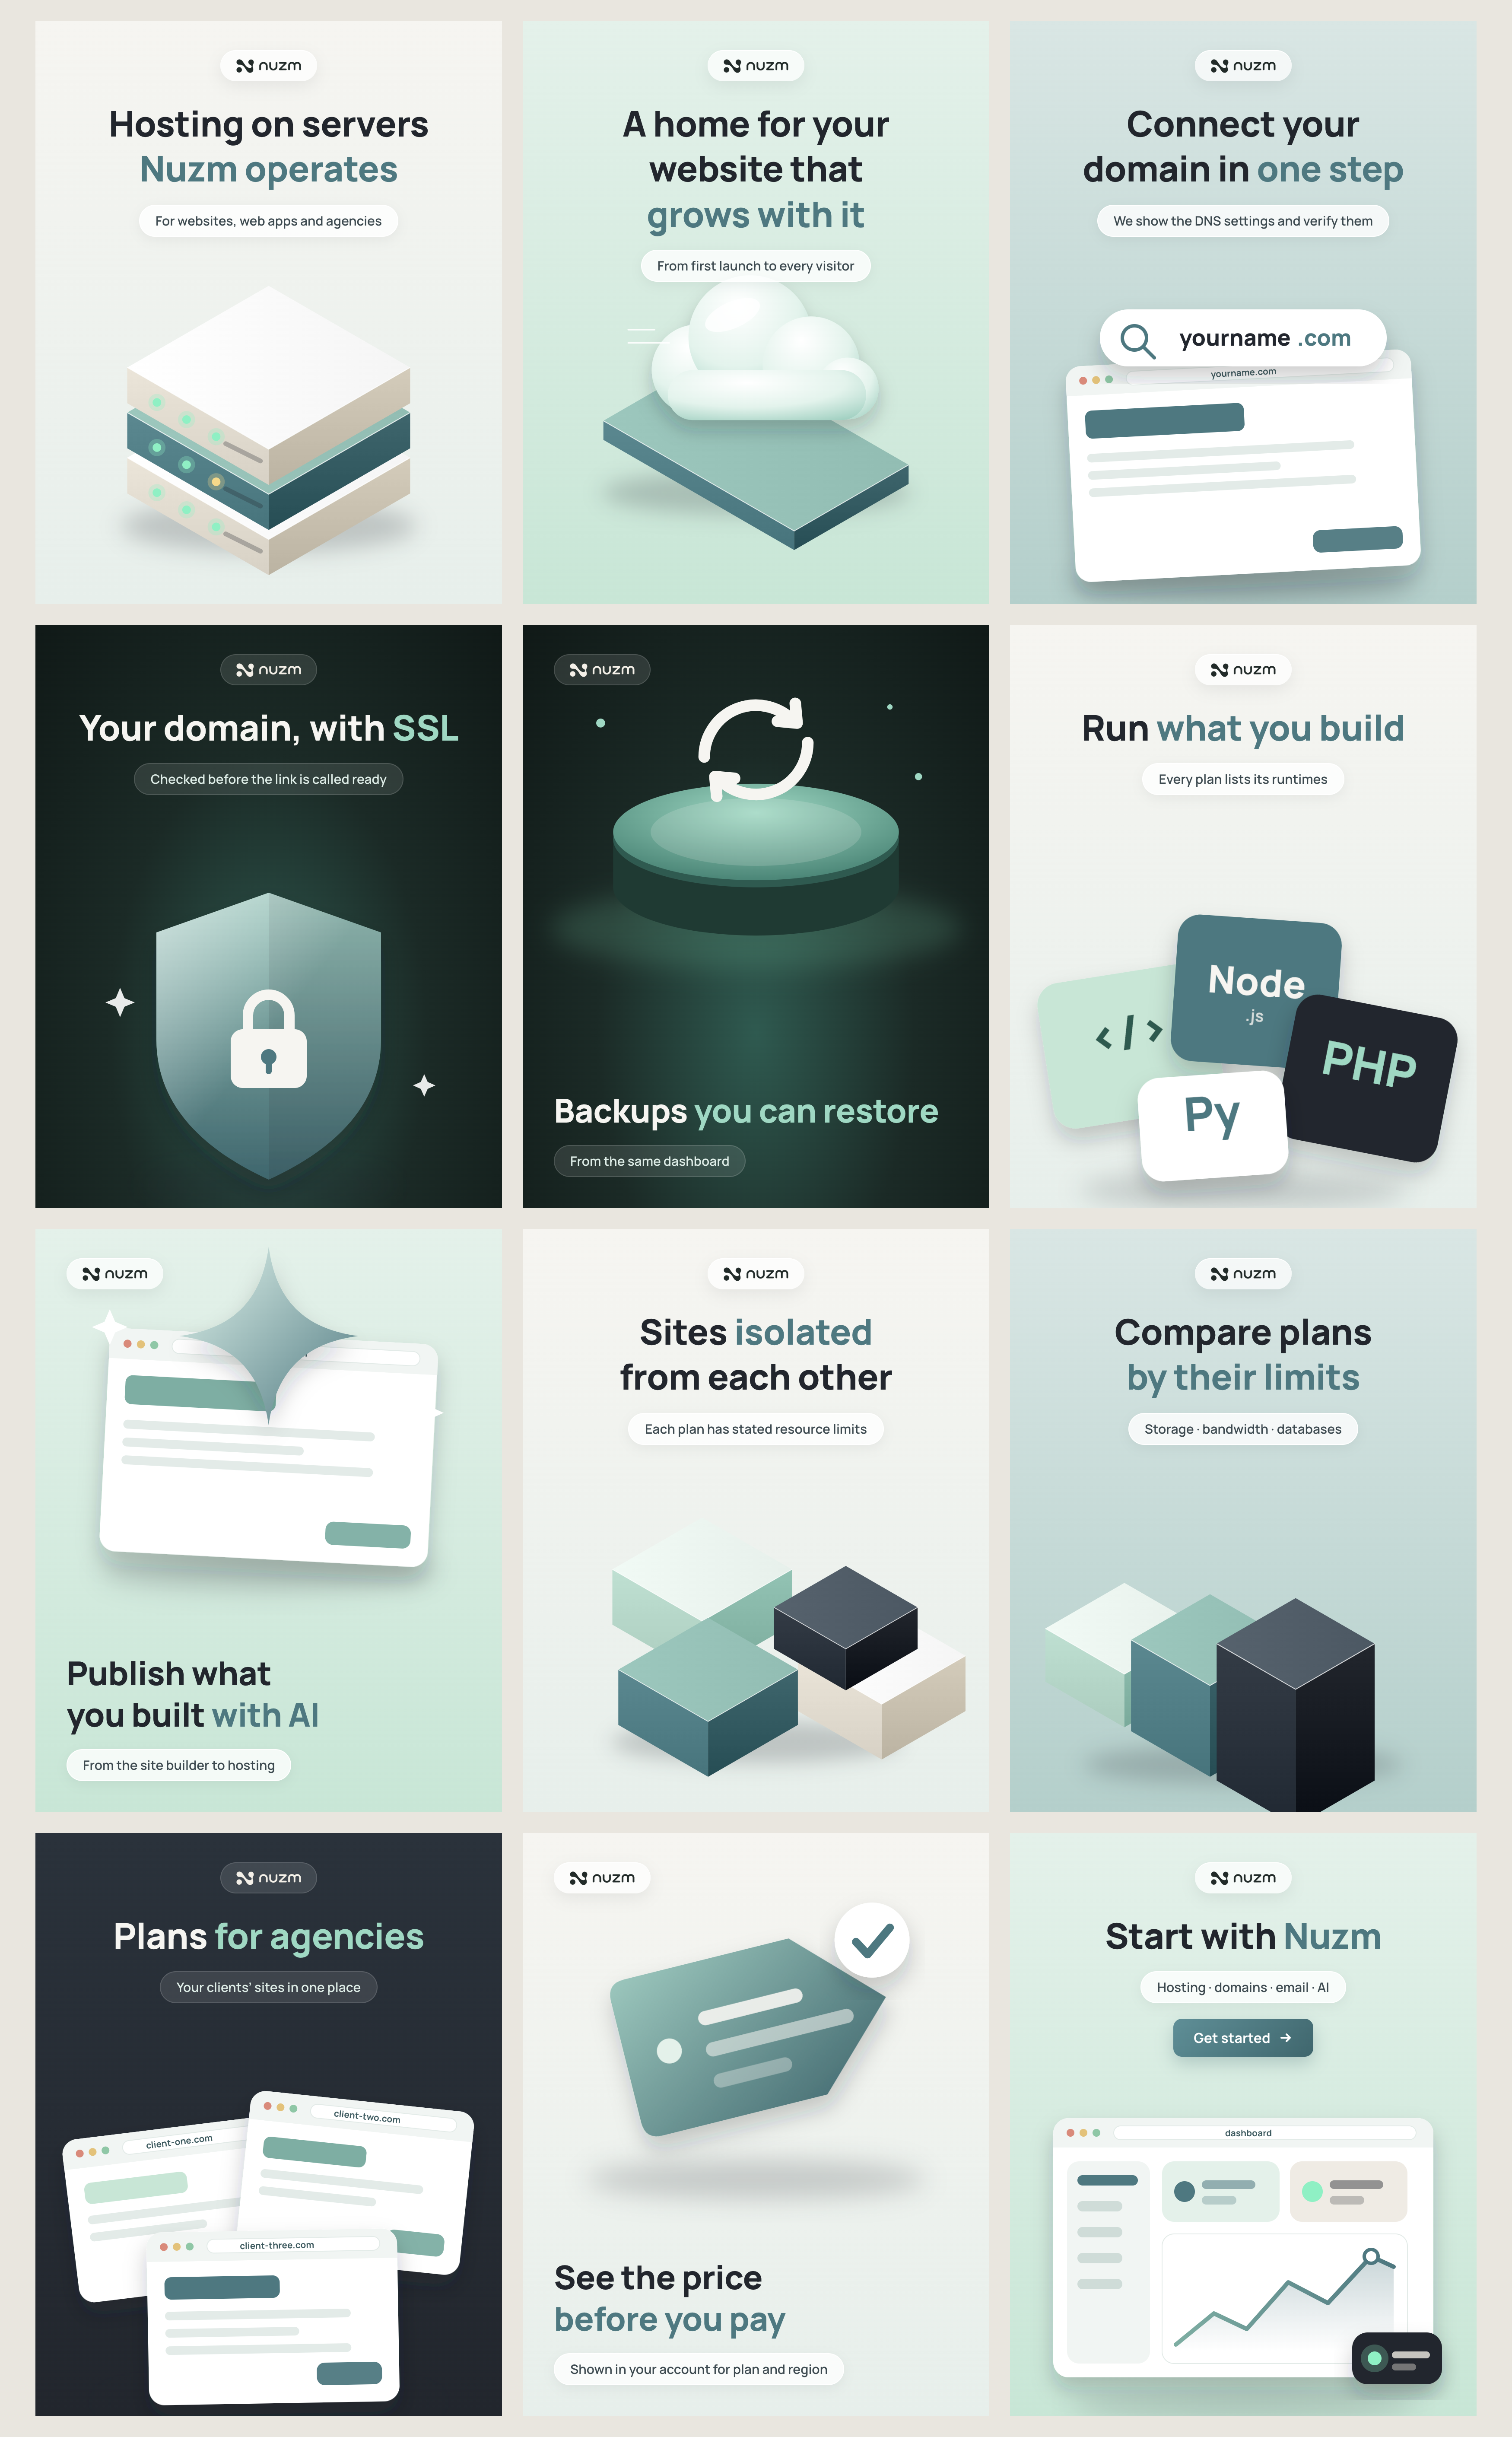 nuzm
Hosting on servers
Nuzm operates
For websites, web apps and agencies
nuzm
A home for your
website that
grows with it
From first launch to every visitor
nuzm
Connect your
domain in one step
We show the DNS settings and verify them
yourname .com
yourname.com
nuzm
Your domain, with SSL
Checked before the link is called ready
nuzm
Backups you can restore
From the same dashboard
nuzm
Run what you build
Every plan lists its runtimes
</>
Node
.js
PHP
Py
nuzm
Publish what
you built with AI
From the site builder to hosting
nuzm
Sites isolated
from each other
Each plan has stated resource limits
nuzm
Compare plans
by their limits
Storage · bandwidth · databases
nuzm
Plans for agencies
Your clients' sites in one place
client-one.com
client-two.com
client-three.com
nuzm
See the price
before you pay
Shown in your account for plan and region
nuzm
Start with Nuzm
Hosting · domains · email · AI
Get started →
dashboard